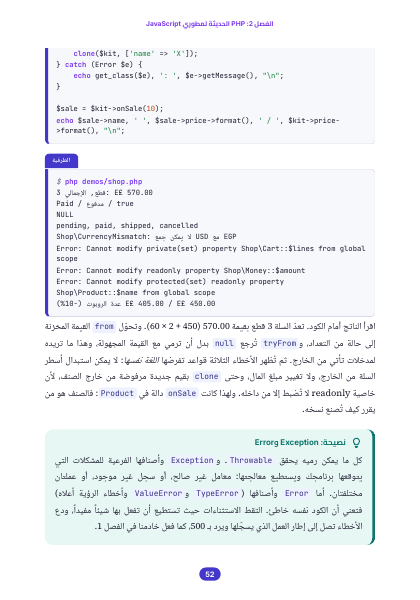 الفصل 2: PHP الحديثة لمطوري JavaScript
clone($kit, ['name' => 'X']);
} catch (Error $e) {
echo get_class($e), ': ', $e->getMessage(), "\n";
}
$sale = $kit->onSale(10);
echo $sale->name, ' ', $sale->price->format(), ' / ', $kit->price-
>format(), "\n";
الطرفية
$ php demos/shop.php
3 قطع, الإجمالي: E£ 570.00
Paid / مدفوع / true
NULL
pending, paid, shipped, cancelled
Shop\CurrencyMismatch: لا يمكن جمع USD مع EGP
Error: Cannot modify private(set) property Shop\Cart::$lines from global
scope
Error: Cannot modify readonly property Shop\Money::$amount
Error: Cannot modify protected(set) readonly property
Shop\Product::$name from global scope
عدة الروبوت (-10%) E£ 405.00 / E£ 450.00
اقرأ الناتج أمام الكود. تعدّ السلة 3 قطع بقيمة 570.00 (450 + 2 × 60). وتحوّل from القيمة المخزنة
إلى حالة من التعداد، و tryFrom تُرجع null بدل أن ترمي مع القيمة المجهولة، وهذا ما تريده
لمدخلات تأتي من الخارج. ثم تُظهر الأخطاء الثلاثة قواعد تفرضها اللغة نفسها: لا يمكن استبدال أسطر
السلة من الخارج، ولا تغيير مبلغ المال، وحتى clone بقيم جديدة مرفوضة من خارج الصنف، لأن
خاصية readonly لا تُضبط إلا من داخله. ولهذا كانت onSale دالة في Product : فالصنف هو من
يقرر كيف تُصنع نسخه.
نصيحة: Exception وError
كل ما يمكن رميه يحقق Throwable . و Exception وأصنافها الفرعية للمشكلات التي
يتوقعها برنامجك ويستطيع معالجتها: معامل غير صالح، أو سجل غير موجود، أو عملتان
مختلفتان. أما Error وأصنافها ( TypeError و ValueError وأخطاء الرؤية أعلاه)
فتعني أن الكود نفسه خاطئ. التقط الاستثناءات حيث تستطيع أن تفعل بها شيئاً مفيداً، ودع
الأخطاء تصل إلى إطار العمل الذي يسجّلها ويرد بـ 500، كما فعل خادمنا في الفصل 1.
52